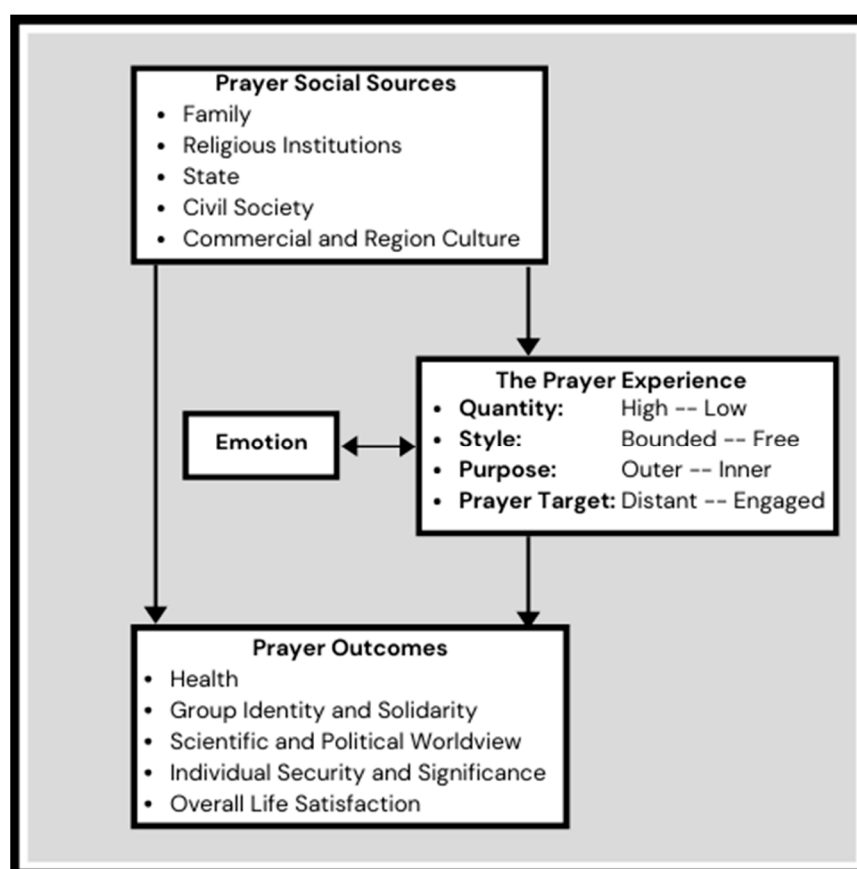 Prayer Social Sources
• Family
• Religious Institutions
• State
• Civil Society
• Commercial and Region Culture
The Prayer Experience
• Quantity: High -- Low
• Style: Bounded -- Free
• Purpose: Outer -- Inner
• Prayer Target: Distant -- Engaged
Emotion
Prayer Outcomes
• Health
• Group Identity and Solidarity
• Scientific and Political Worldview
• Individual Security and Significance
• Overall Life Satisfaction